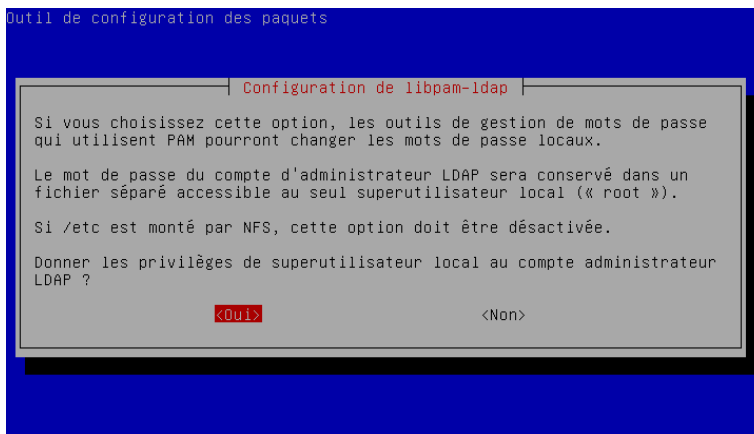 Outil de configuration des paquets
Configuration de libpam-ldap
Si vous choisissez cette option, les outils de gestion de mots de passe
qui utilisent PAM pourront changer les mots de passe locaux.
Le mot de passe du compte d'administrateur LDAP sera conservé dans un
fichier séparé accessible au seul superutilisateur local (« root »).
Si /etc est monté par NFS, cette option doit être désactivée.
Donner les privilèges de superutilisateur local au compte administrateur
LDAP ?
<Oui> <Non>